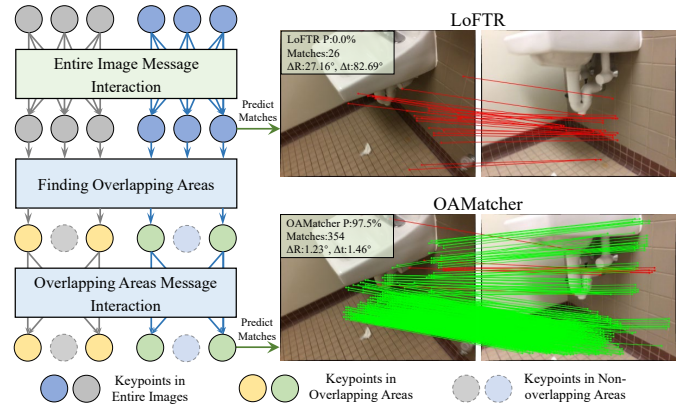 LoFTR
LoFTR P:0.0%
Matches:26
ΔR:27.16°, Δt:82.69°
Entire Image Message
Interaction
Predict
Matches
Finding Overlapping Areas
OAMatcher
OAMatcher P:97.5%
Matches:354
ΔR:1.23°, Δt:1.46°
Overlapping Areas Message
Interaction
Predict
Matches
Keypoints in
Entire Images
Keypoints in
Overlapping Areas
Keypoints in Non-
overlapping Areas